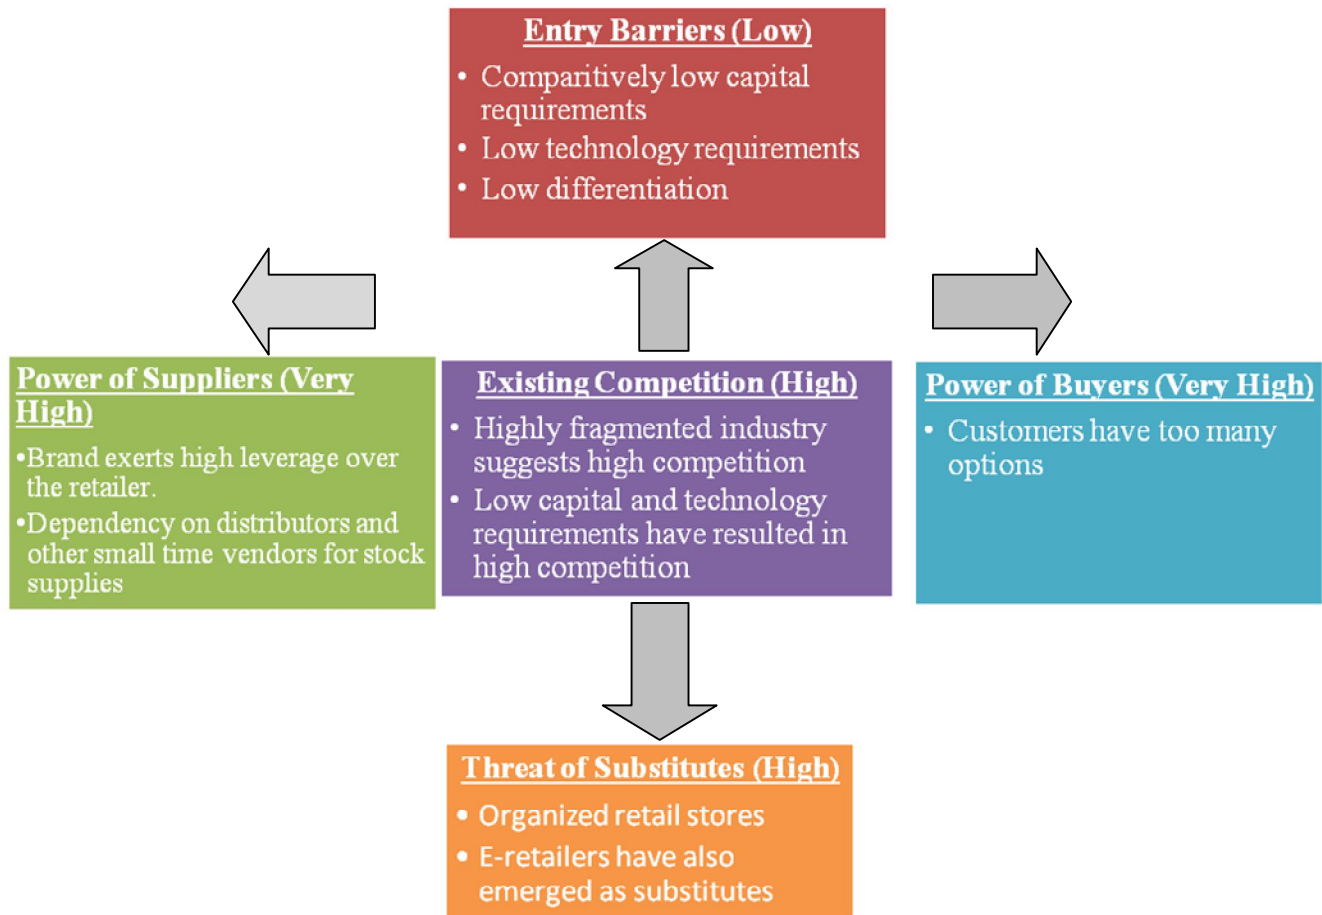 Entry Barriers (Low)
• Comparitively low capital
requirements
• Low technology requirements
• Low differentiation
Power of Suppliers (Very
High)
•Brand exerts high leverage over
the retailer.
•Dependency on distributors and
other small time vendors for stock
supplies
Existing Competition (High)
• Highly fragmented industry
suggests high competition
• Low capital and technology
requirements have resulted in
high competition
Power of Buyers (Very High)
• Customers have too many
options
Threat of Substitutes (High)
• Organized retail stores
• E-retailers have also
emerged as substitutes